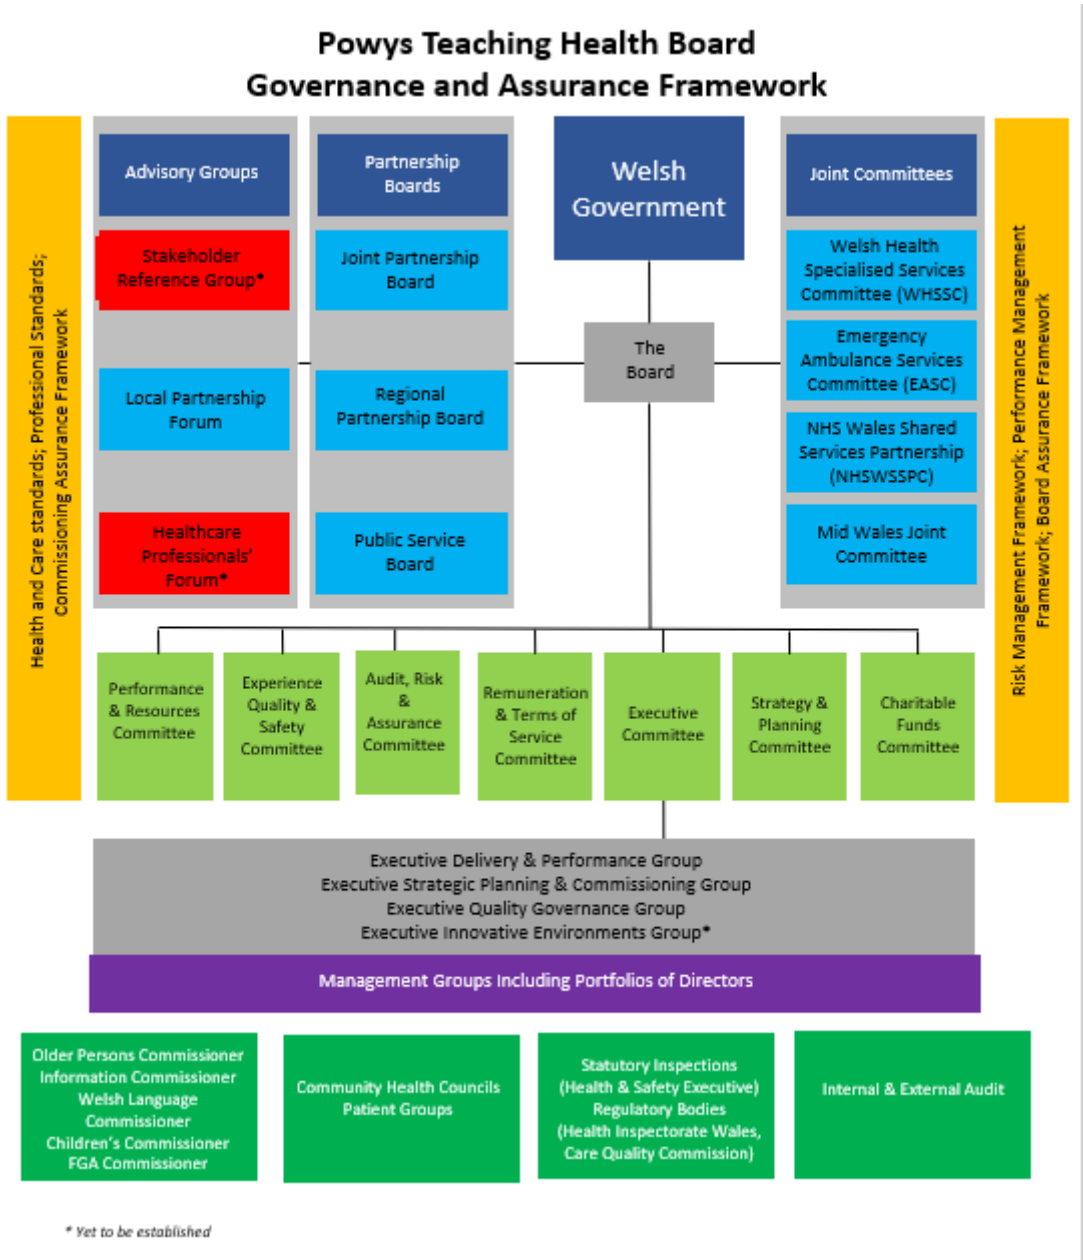 Powys Teaching Health Board
Governance and Assurance Framework
Health and Care standards; Professional Standards;
Commissioning Assurance Framework
Advisory Groups
Stakeholder
Reference Group*
Local Partnership
Forum
Healthcare
Professionals'
Forum*
Partnership
Boards
Joint Partnership
Board
Regional
Partnership Board
Public Service
Board
Welsh
Government
The
Board
Joint Committees
Welsh Health
Specialised Services
Committee (WHSSC)
Emergency
Ambulance Services
Committee (EASC)
NHS Wales Shared
Services Partnership
(NHSWSSPC)
Mid Wales Joint
Committee
Risk Management Framework; Performance Management
Framework; Board Assurance Framework
Performance
& Resources
Committee
Experience
Quality &
Safety
Committee
Audit, Risk
&
Assurance
Committee
Remuneration
& Terms of
Service
Committee
Executive
Committee
Strategy &
Planning
Committee
Charitable
Funds
Committee
Executive Delivery & Performance Group
Executive Strategic Planning & Commissioning Group
Executive Quality Governance Group
Executive Innovative Environments Group*
Management Groups Including Portfolios of Directors
Older Persons Commissioner
Information Commissioner
Welsh Language
Commissioner
Children's Commissioner
FGA Commissioner
Community Health Councils
Patient Groups
Statutory Inspections
(Health & Safety Executive)
Regulatory Bodies
(Health Inspectorate Wales,
Care Quality Commission)
Internal & External Audit
* Yet to be established